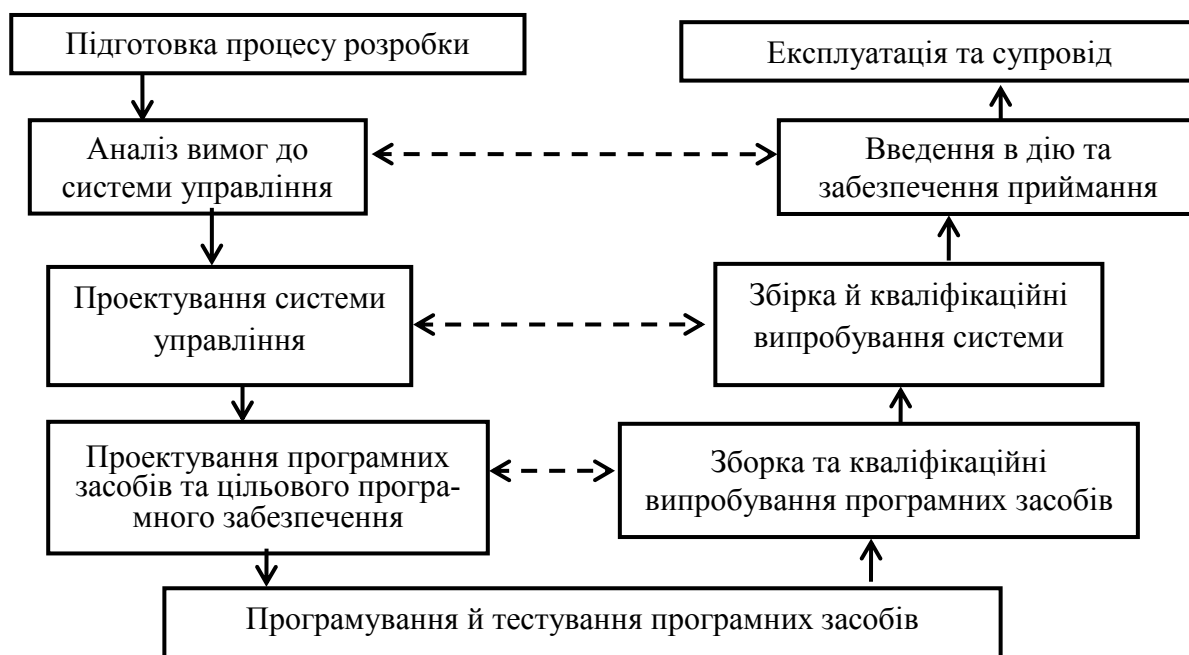 Підготовка процесу розробки
Експлуатація та супровід
Аналіз вимог до
системи управління
Введення в дію та
забезпечення приймання
Проектування системи
управління
Збірка й кваліфікаційні
випробування системи
Проектування програмних
засобів та цільового програ-
много забезпечення
Зборка та кваліфікаційні
випробування програмних засобів
Програмування й тестування програмних засобів